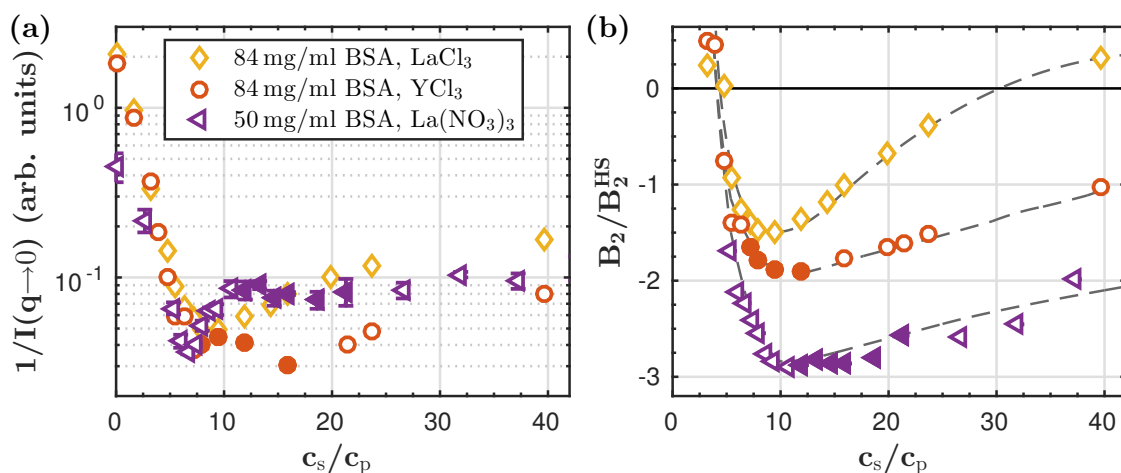 (a)
1/I(q→0) (arb. units)
10⁰
10⁻¹
84 mg/ml BSA, LaCl₃
84 mg/ml BSA, YCl₃
50 mg/ml BSA, La(NO₃)₃
0 10 20 30 40
cₛ/cₚ
(b)
B₂/B₂ᴴˢ
0
-1
-2
-3
0 10 20 30 40
cₛ/cₚ